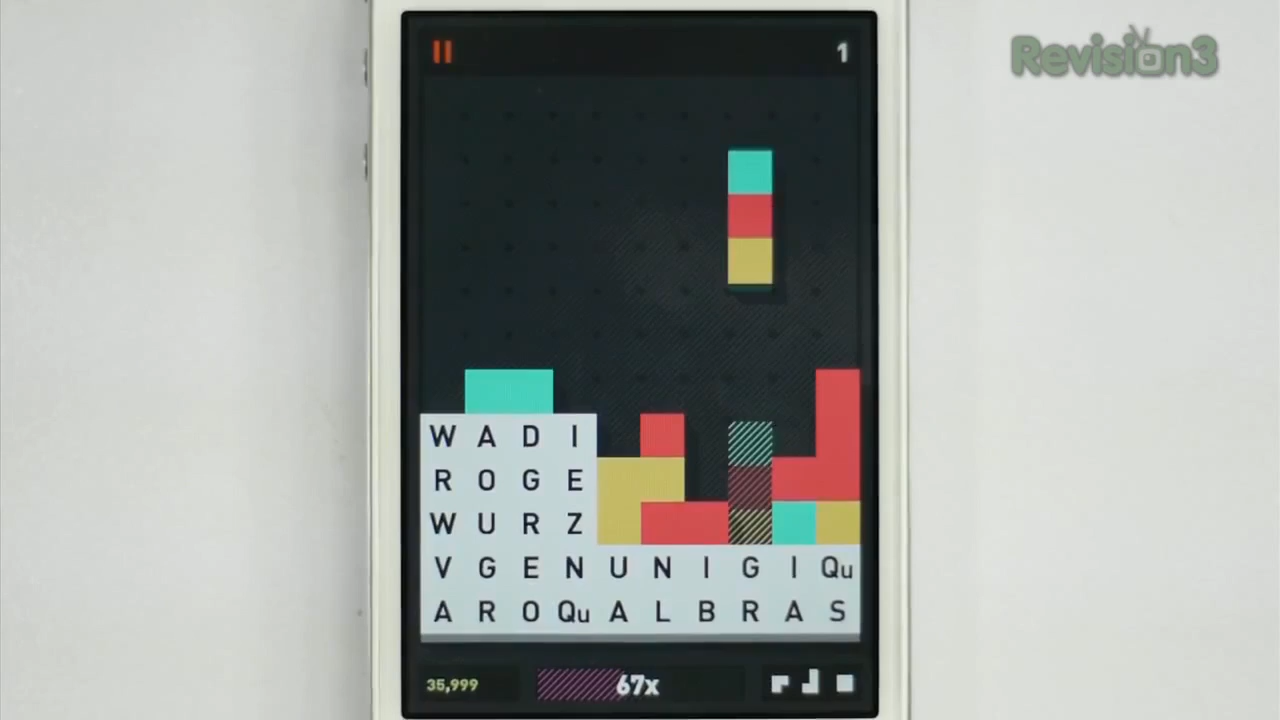 Revision3
1
W A D I
R O G E
W U R Z
V G E N U N I G I Qu
A R O Qu A L B R A S
35,999
67x